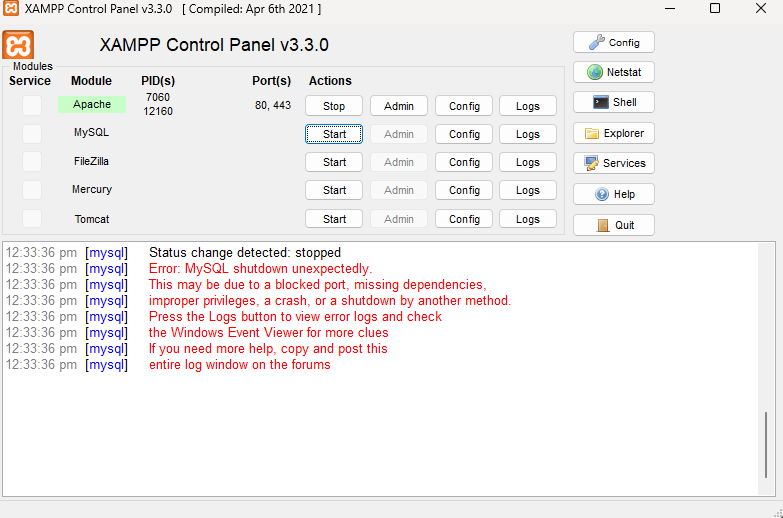 XAMPP Control Panel v3.3.0 [ Compiled: Apr 6th 2021 ]
XAMPP Control Panel v3.3.0
Config
Modules
Service Module PID(s) Port(s) Actions
Netstat
Apache 7060 12160 80, 443 Stop Admin Config Logs
Shell
MySQL Start Admin Config Logs
Explorer
FileZilla Start Admin Config Logs
Services
Mercury Start Admin Config Logs
Help
Tomcat Start Admin Config Logs
Quit
12:33:36 pm [mysql] Status change detected: stopped
12:33:36 pm [mysql] Error: MySQL shutdown unexpectedly.
12:33:36 pm [mysql] This may be due to a blocked port, missing dependencies,
12:33:36 pm [mysql] improper privileges, a crash, or a shutdown by another method.
12:33:36 pm [mysql] Press the Logs button to view error logs and check
12:33:36 pm [mysql] the Windows Event Viewer for more clues
12:33:36 pm [mysql] If you need more help, copy and post this
12:33:36 pm [mysql] entire log window on the forums